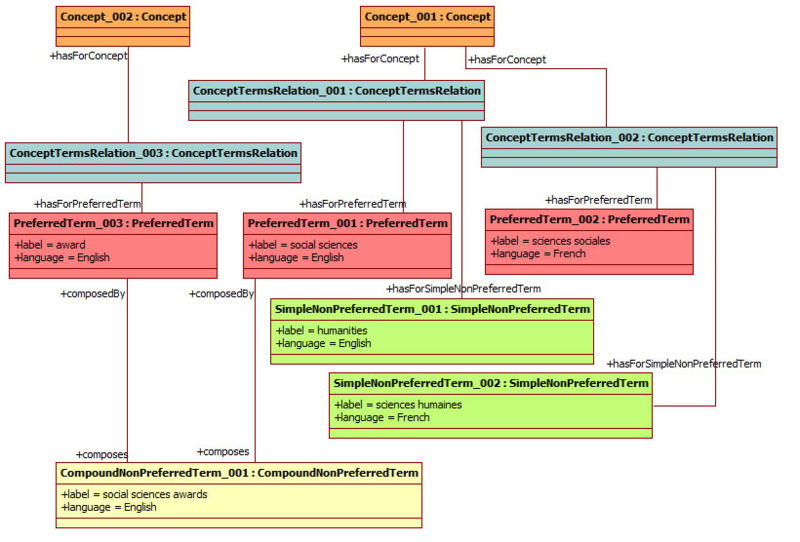 Concept_002 : Concept
Concept_001 : Concept
+hasForConcept
+hasForConcept
+hasForConcept
ConceptTermsRelation_001 : ConceptTermsRelation
ConceptTermsRelation_002 : ConceptTermsRelation
ConceptTermsRelation_003 : ConceptTermsRelation
+hasForPreferredTerm
+hasForPreferredTerm
+hasForPreferredTerm
PreferredTerm_003 : PreferredTerm
+label = award
+language = English
PreferredTerm_001 : PreferredTerm
+label = social sciences
+language = English
PreferredTerm_002 : PreferredTerm
+label = sciences sociales
+language = French
+composedBy
+composedBy
+hasForSimpleNonPreferredTerm
SimpleNonPreferredTerm_001 : SimpleNonPreferredTerm
+label = humanities
+language = English
+hasForSimpleNonPreferredTerm
SimpleNonPreferredTerm_002 : SimpleNonPreferredTerm
+label = sciences humaines
+language = French
+composes
+composes
CompoundNonPreferredTerm_001 : CompoundNonPreferredTerm
+label = social sciences awards
+language = English